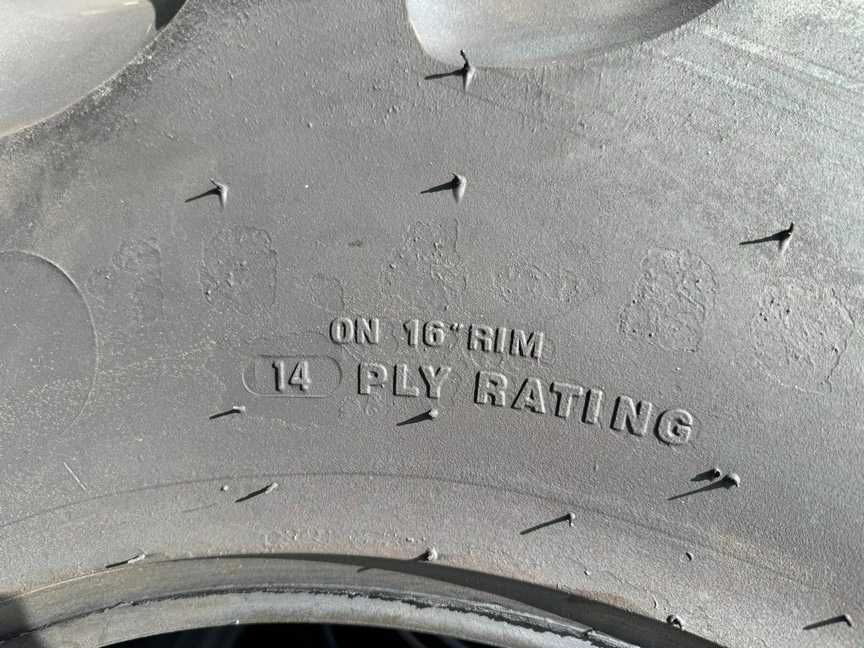 ON 16" RIM
14 PLY RATING